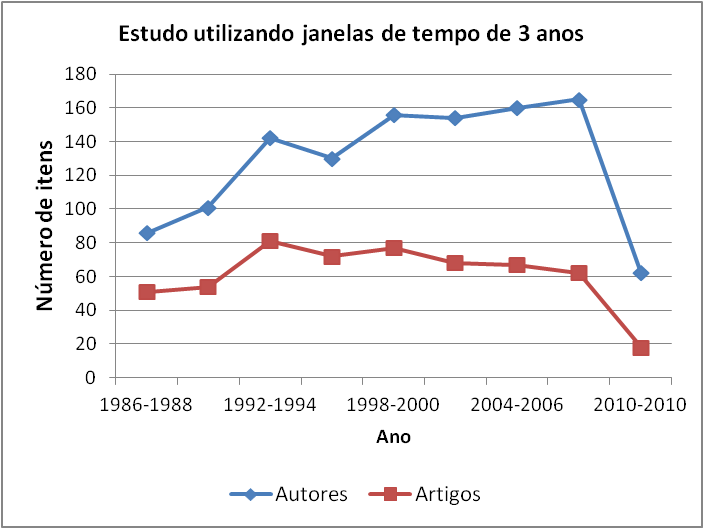 Estudo utilizando janelas de tempo de 3 anos
Número de itens
180
160
140
120
100
80
60
40
20
0
1986-1988 1992-1994 1998-2000 2004-2006 2010-2010
Ano
Autores Artigos